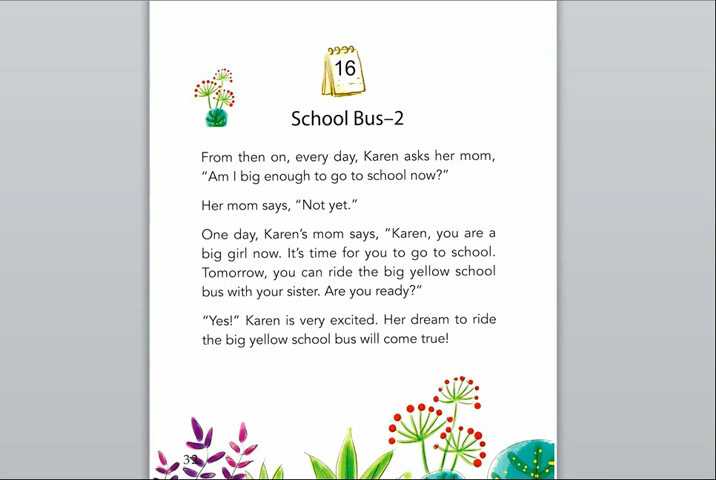 16
School Bus–2
From then on, every day, Karen asks her mom,
“Am I big enough to go to school now?”
Her mom says, “Not yet.”
One day, Karen’s mom says, “Karen, you are a
big girl now. It’s time for you to go to school.
Tomorrow, you can ride the big yellow school
bus with your sister. Are you ready?”
“Yes!” Karen is very excited. Her dream to ride
the big yellow school bus will come true!